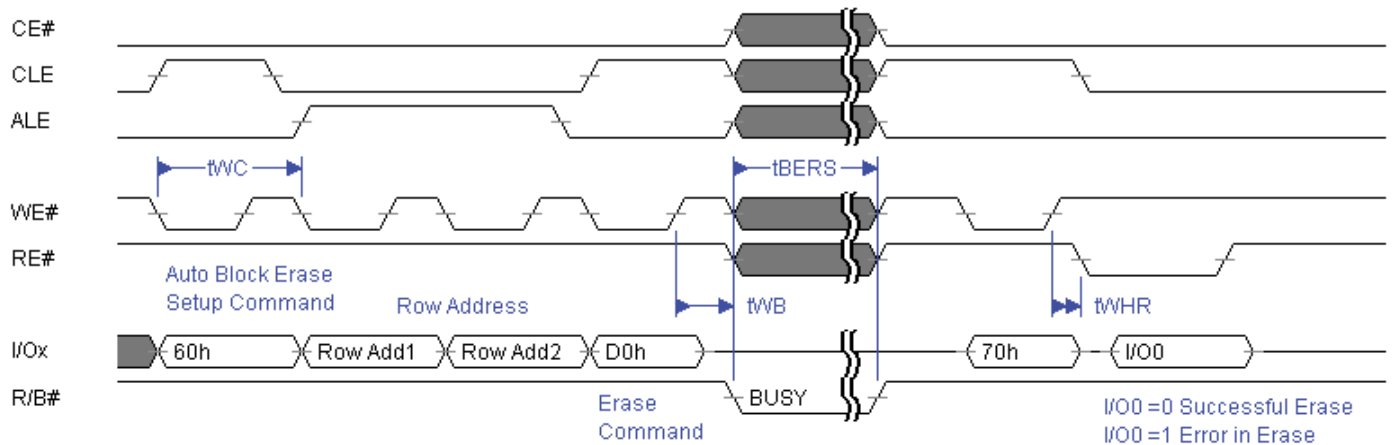 CE#
CLE
ALE
tWC
tBERS
WE#
RE#
Auto Block Erase
Setup Command
Row Address
tWB
tWHR
I/Ox
60h
Row Add1
Row Add2
D0h
70h
I/O0
R/B#
BUSY
Erase
Command
I/O0 =0 Successful Erase
I/O0 =1 Error in Erase